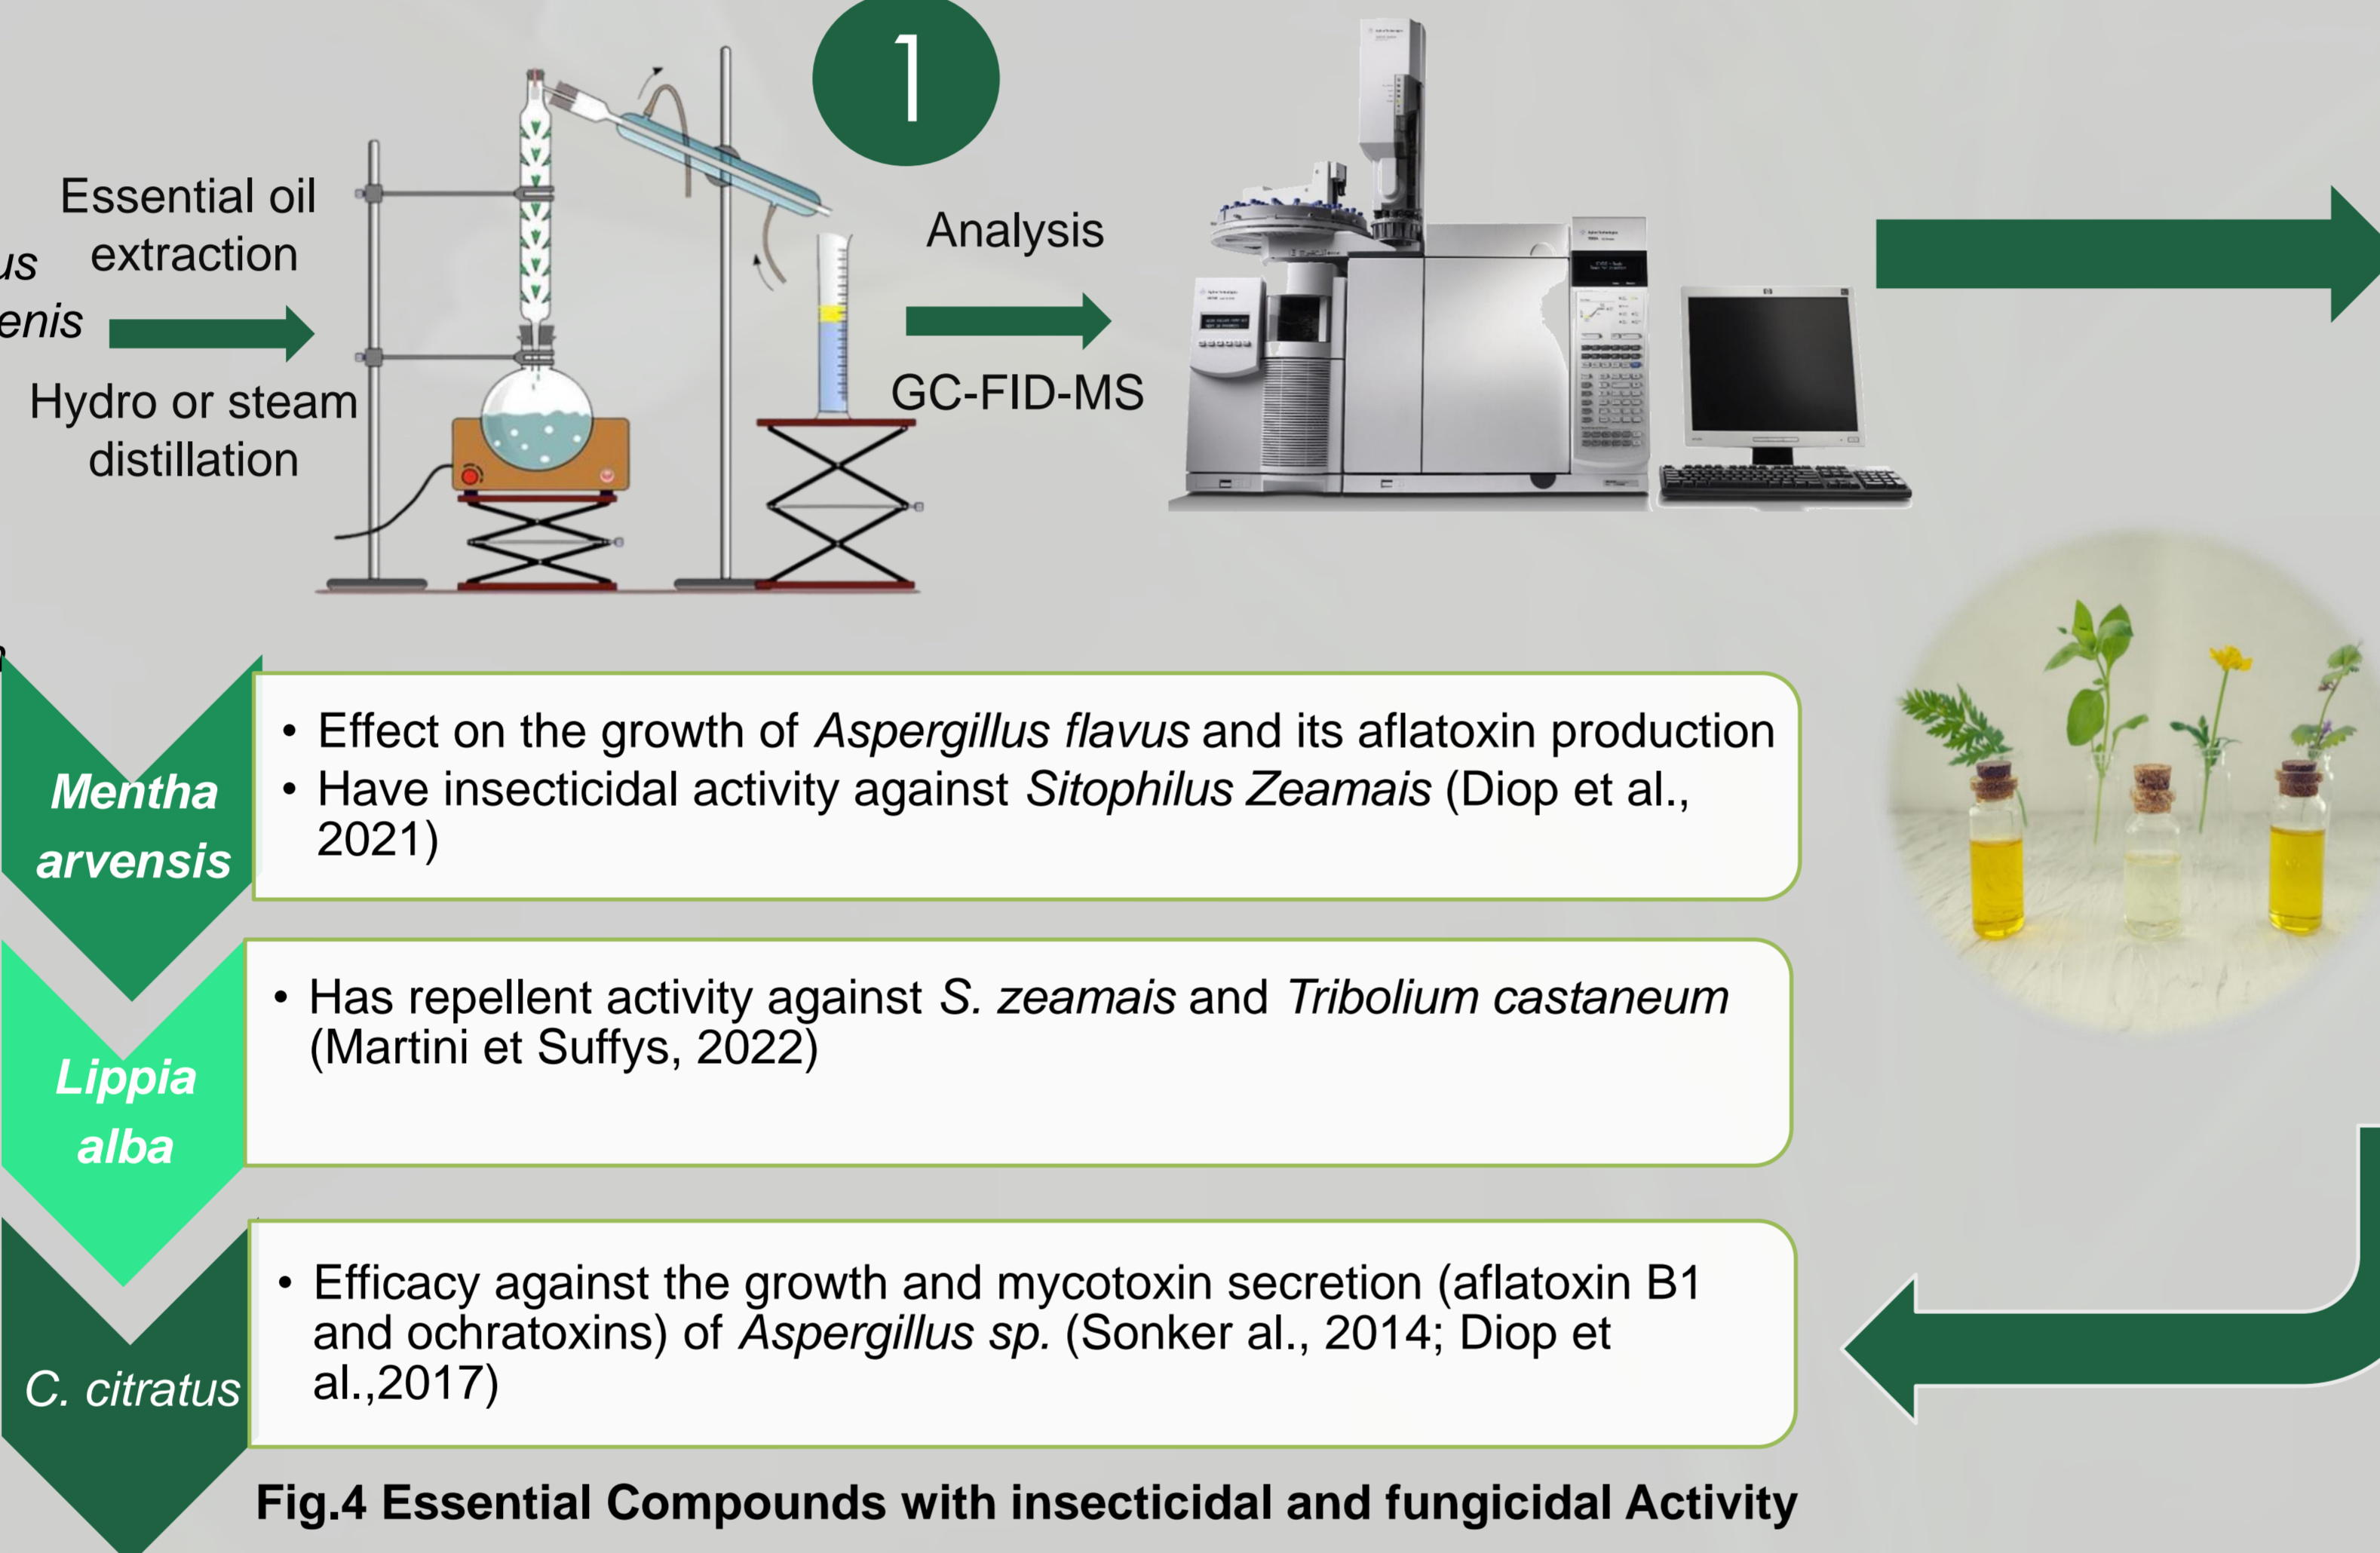 1
Essential oil
extraction
us
enis
Hydro or steam
distillation
Analysis
GC-FID-MS
Mentha
arvensis
• Effect on the growth of Aspergillus flavus and its aflatoxin production
• Have insecticidal activity against Sitophilus Zeamais (Diop et al.,
2021)
Lippia
alba
• Has repellent activity against S. zeamais and Tribolium castaneum
(Martini et Suffys, 2022)
C. citratus
• Efficacy against the growth and mycotoxin secretion (aflatoxin B1
and ochratoxins) of Aspergillus sp. (Sonker al., 2014; Diop et
al.,2017)
Fig.4 Essential Compounds with insecticidal and fungicidal Activity